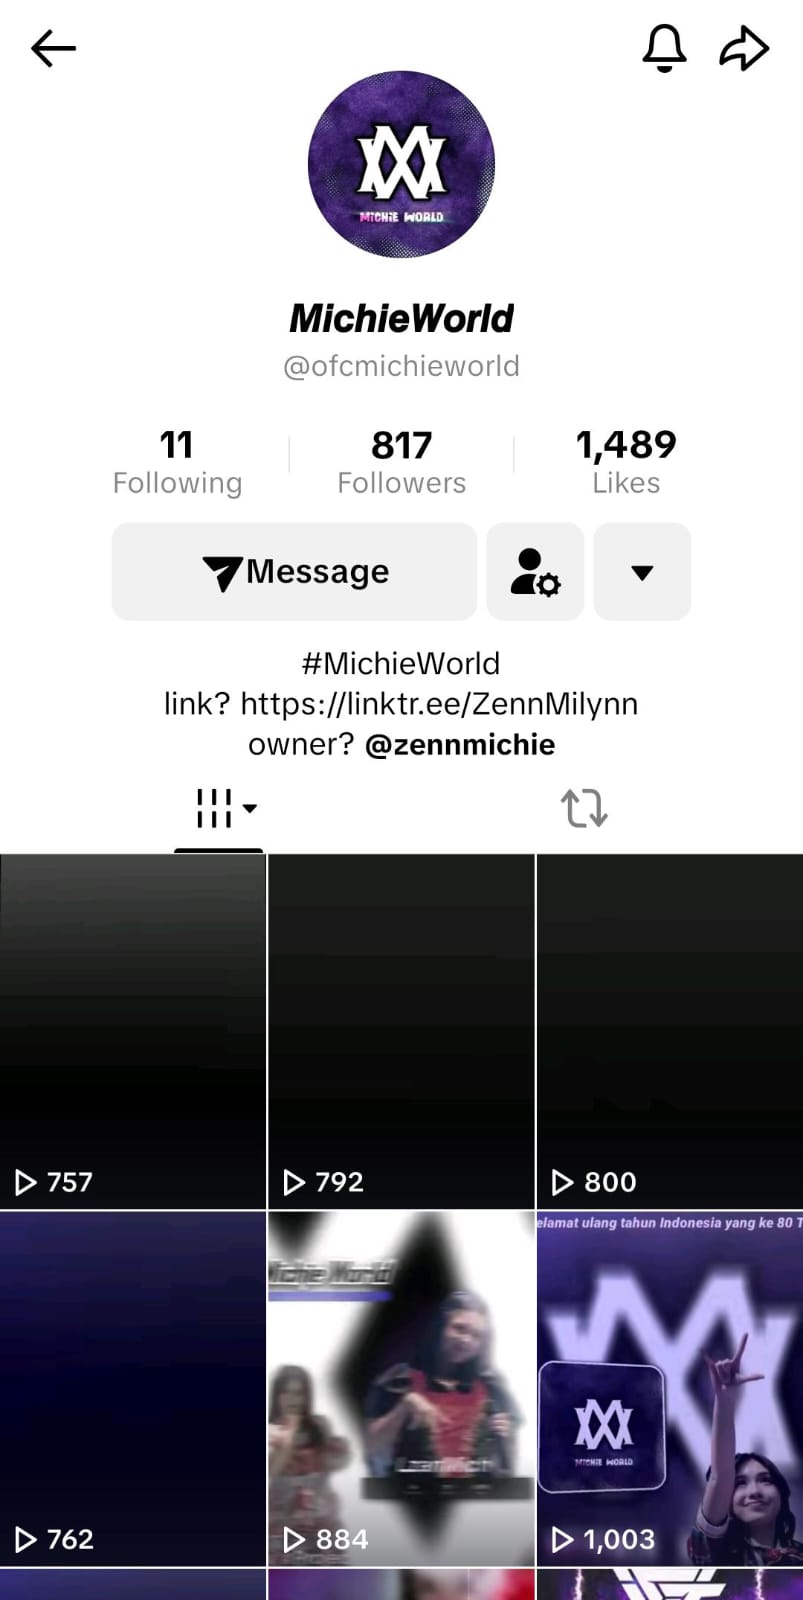 MICHIE WORLD
MichieWorld
@ofcmichieworld
11
Following
817
Followers
1,489
Likes
Message
#MichieWorld
link? https://linktr.ee/ZennMilynn
owner? @zennmichie
757
792
800
Michie World
elamat ulang tahun Indonesia yang ke 80 T
MICHIE WORLD
762
884
1,003